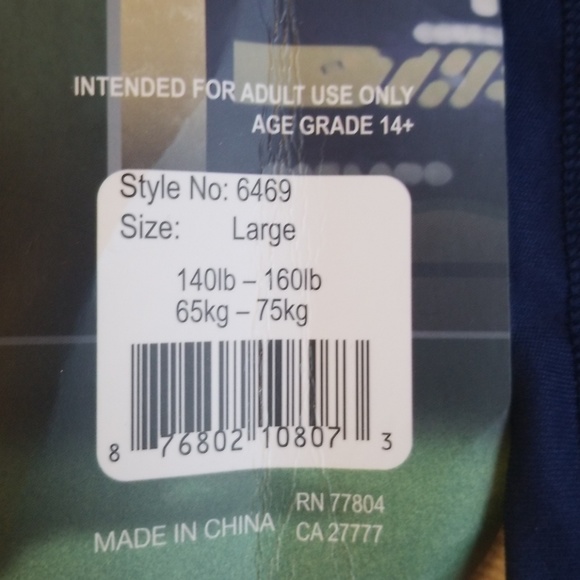 INTENDED FOR ADULT USE ONLY
AGE GRADE 14+
Style No: 6469
Size: Large
140lb – 160lb
65kg – 75kg
8 76802 10807 3
MADE IN CHINA
RN 77804
CA 27777